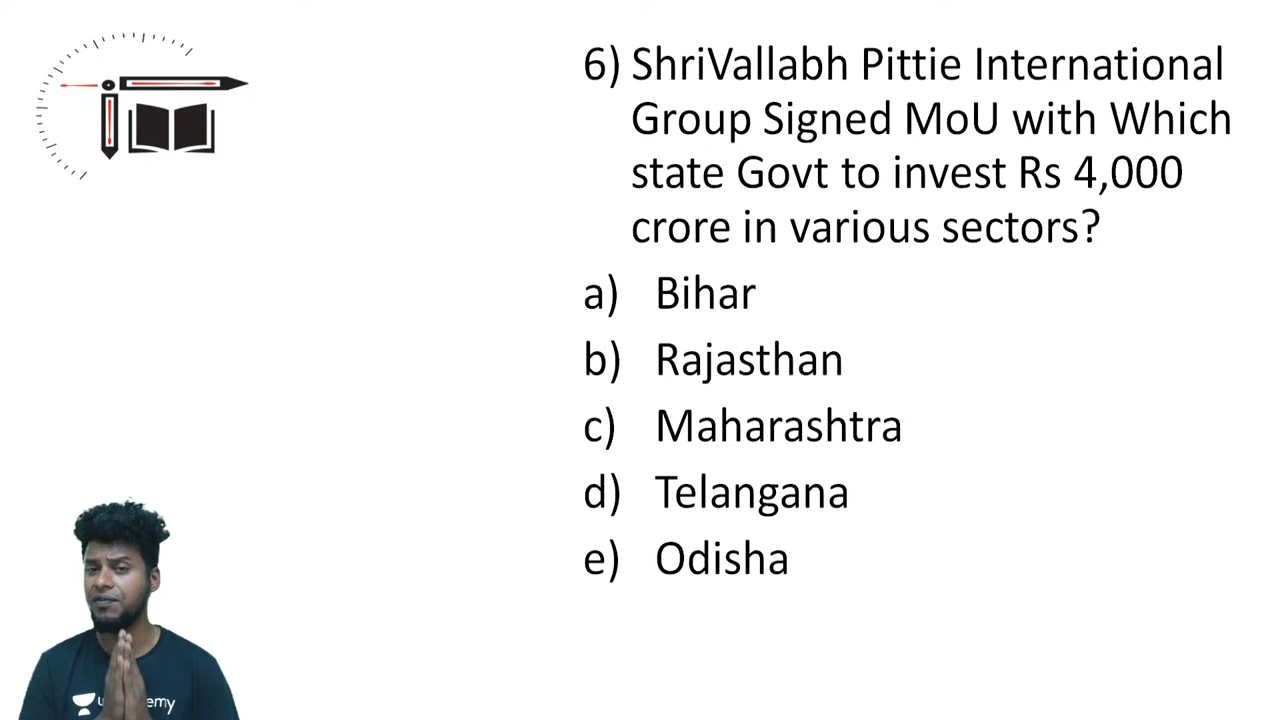 6) ShriVallabh Pittie International
Group Signed MoU with Which
state Govt to invest Rs 4,000
crore in various sectors?
a) Bihar
b) Rajasthan
c) Maharashtra
d) Telangana
e) Odisha